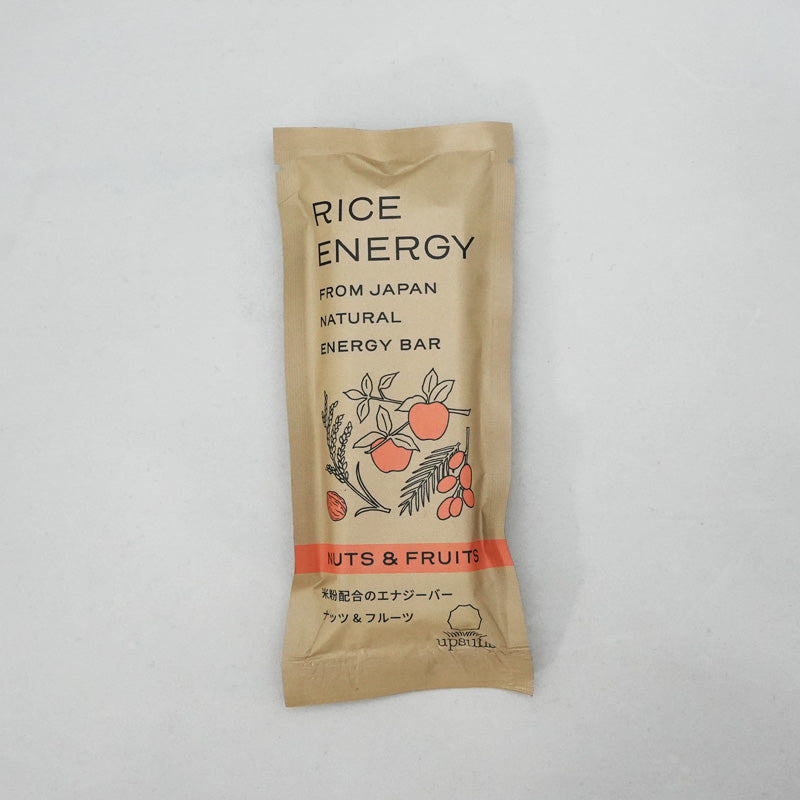 RICE
ENERGY
FROM JAPAN
NATURAL
ENERGY BAR
NUTS & FRUITS
米粉配合のエナジーバー
ナッツ & フルーツ